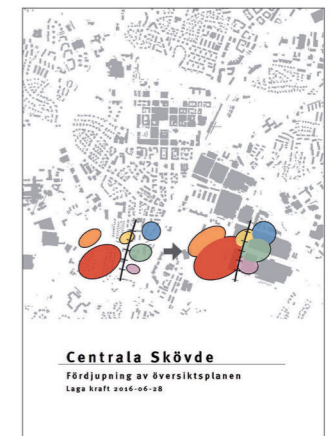 Centrala Skövde
Fördjupning av översiktsplanen
Laga kraft 2016-06-28